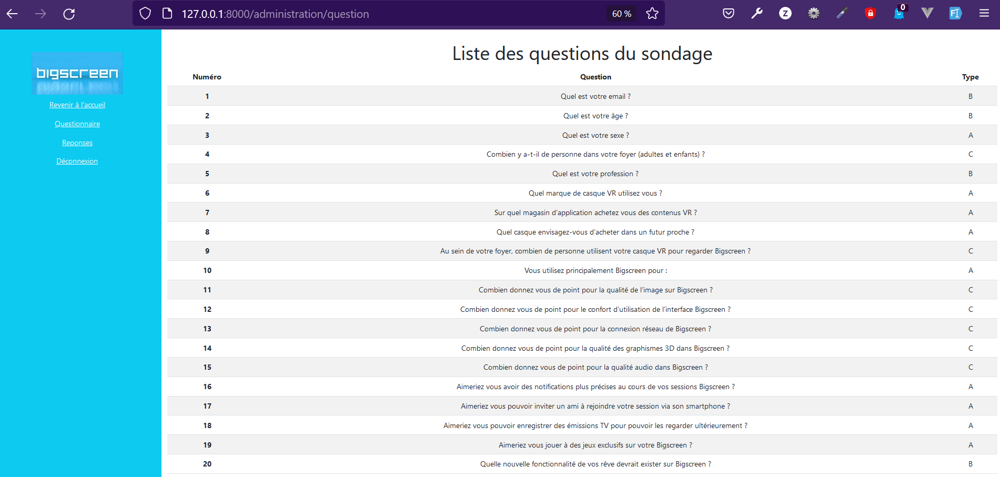 127.0.0.1:8000/administration/question
60 %
0
bigscreen
Revenir à l'accueil
Questionnaire
Reponses
Déconnexion
Liste des questions du sondage
Numéro Question Type
1 Quel est votre email ? B
2 Quel est votre âge ? B
3 Quel est votre sexe ? A
4 Combien y a-t-il de personne dans votre foyer (adultes et enfants) ? C
5 Quel est votre profession ? B
6 Quel marque de casque VR utilisez vous ? A
7 Sur quel magasin d’application achetez vous des contenus VR ? A
8 Quel casque envisagez-vous d’acheter dans un futur proche ? A
9 Au sein de votre foyer, combien de personne utilisent votre casque VR pour regarder Bigscreen ? C
10 Vous utilisez principalement Bigscreen pour : A
11 Combien donnez vous de point pour la qualité de l’image sur Bigscreen ? C
12 Combien donnez vous de point pour le confort d’utilisation de l’interface Bigscreen ? C
13 Combien donnez vous de point pour la connexion réseau de Bigscreen ? C
14 Combien donnez vous de point pour la qualité des graphismes 3D dans Bigscreen ? C
15 Combien donnez vous de point pour la qualité audio dans Bigscreen ? C
16 Aimeriez vous avoir des notifications plus précises au cours de vos sessions Bigscreen ? A
17 Aimeriez vous pouvoir inviter un ami à rejoindre votre session via son smartphone ? A
18 Aimeriez vous pouvoir enregistrer des émissions TV pour pouvoir les regarder ultérieurement ? A
19 Aimeriez vous jouer à des jeux exclusifs sur votre Bigscreen ? A
20 Quelle nouvelle fonctionnalité de vos rêve devrait exister sur Bigscreen ? B